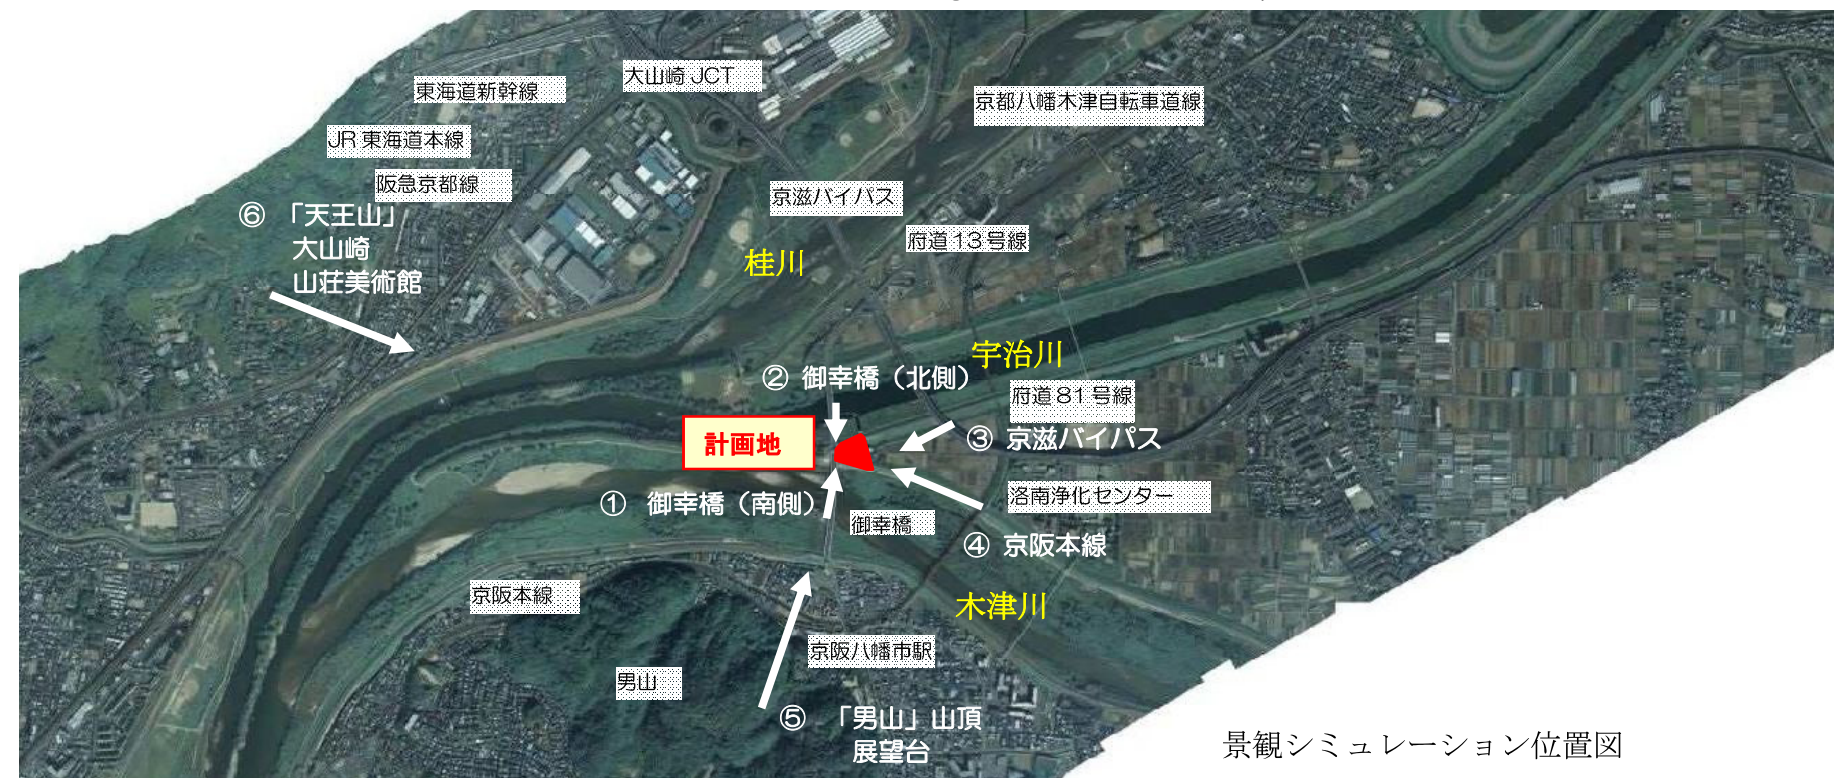 大山崎 JCT
東海道新幹線
京都八幡木津自転車道線
JR 東海道本線
阪急京都線
京滋バイパス
⑥ 「天王山」
大山崎
山荘美術館
府道 13 号線
桂川
宇治川
② 御幸橋（北側）
府道 81 号線
計画地
③ 京滋バイパス
① 御幸橋（南側）
洛南浄化センター
御幸橋
④ 京阪本線
京阪本線
木津川
京阪八幡市駅
男山
⑤ 「男山」山頂
展望台
景観シミュレーション位置図